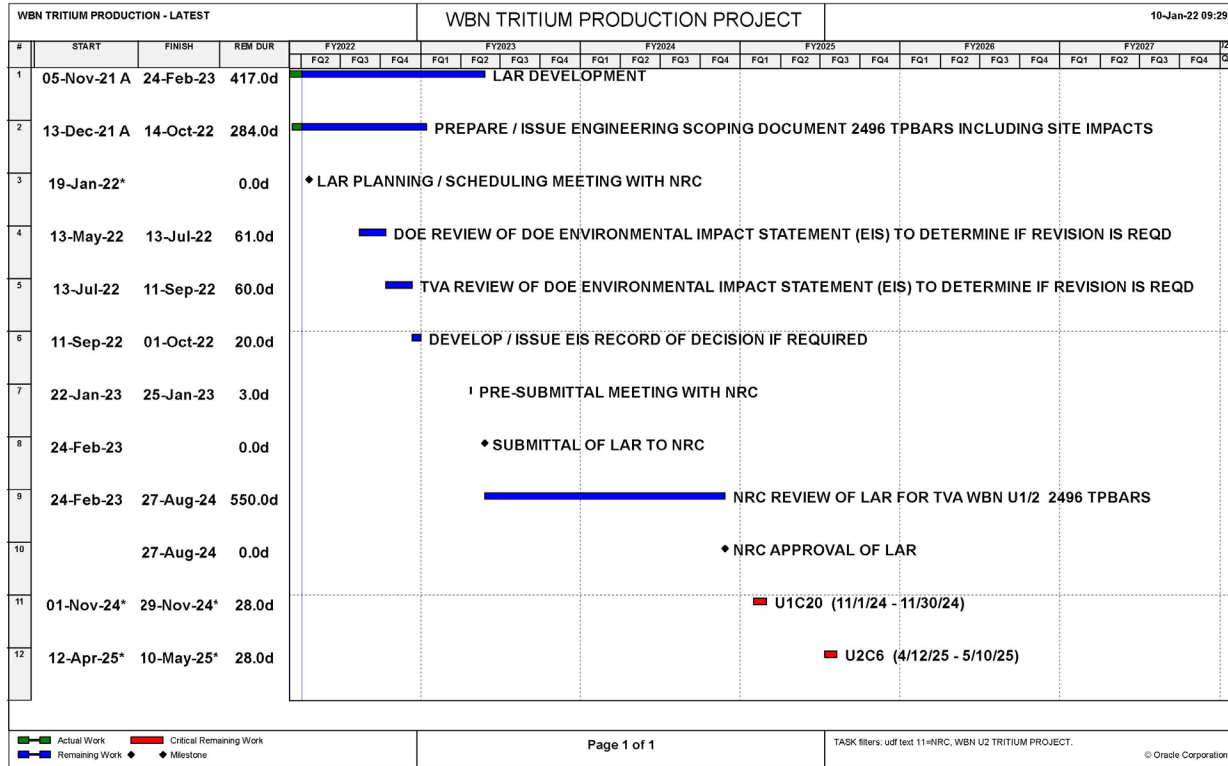 WBN TRITIUM PRODUCTION - LATEST
WBN TRITIUM PRODUCTION PROJECT
10-Jan-22 09:29
# START FINISH REM DUR FY2022 FY2023 FY2024 FY2025 FY2026 FY2027
FQ2 FQ3 FQ4 FQ1 FQ2 FQ3 FQ4 FQ1 FQ2 FQ3 FQ4 FQ1 FQ2 FQ3 FQ4 FQ1 FQ2 FQ3 FQ4 FQ1 FQ2 FQ3 FQ4
1 05-Nov-21 A 24-Feb-23 417.0d LAR DEVELOPMENT
2 13-Dec-21 A 14-Oct-22 284.0d PREPARE / ISSUE ENGINEERING SCOPING DOCUMENT 2496 TPBARS INCLUDING SITE IMPACTS
3 19-Jan-22* 0.0d LAR PLANNING / SCHEDULING MEETING WITH NRC
4 13-May-22 13-Jul-22 61.0d DOE REVIEW OF DOE ENVIRONMENTAL IMPACT STATEMENT (EIS) TO DETERMINE IF REVISION IS REQD
5 13-Jul-22 11-Sep-22 60.0d TVA REVIEW OF DOE ENVIRONMENTAL IMPACT STATEMENT (EIS) TO DETERMINE IF REVISION IS REQD
6 11-Sep-22 01-Oct-22 20.0d DEVELOP / ISSUE EIS RECORD OF DECISION IF REQUIRED
7 22-Jan-23 25-Jan-23 3.0d PRE-SUBMITTAL MEETING WITH NRC
8 24-Feb-23 0.0d SUBMITTAL OF LAR TO NRC
9 24-Feb-23 27-Aug-24 550.0d NRC REVIEW OF LAR FOR TVA WBN U1/2 2496 TPBARS
10 27-Aug-24 0.0d NRC APPROVAL OF LAR
11 01-Nov-24* 29-Nov-24* 28.0d U1C20 (11/1/24 - 11/30/24)
12 12-Apr-25* 10-May-25* 28.0d U2C6 (4/12/25 - 5/10/25)
Actual Work Critical Remaining Work
Remaining Work Milestone
Page 1 of 1
TASK filters: udf text 11=NRC, WBN U2 TRITIUM PROJECT.
© Oracle Corporation